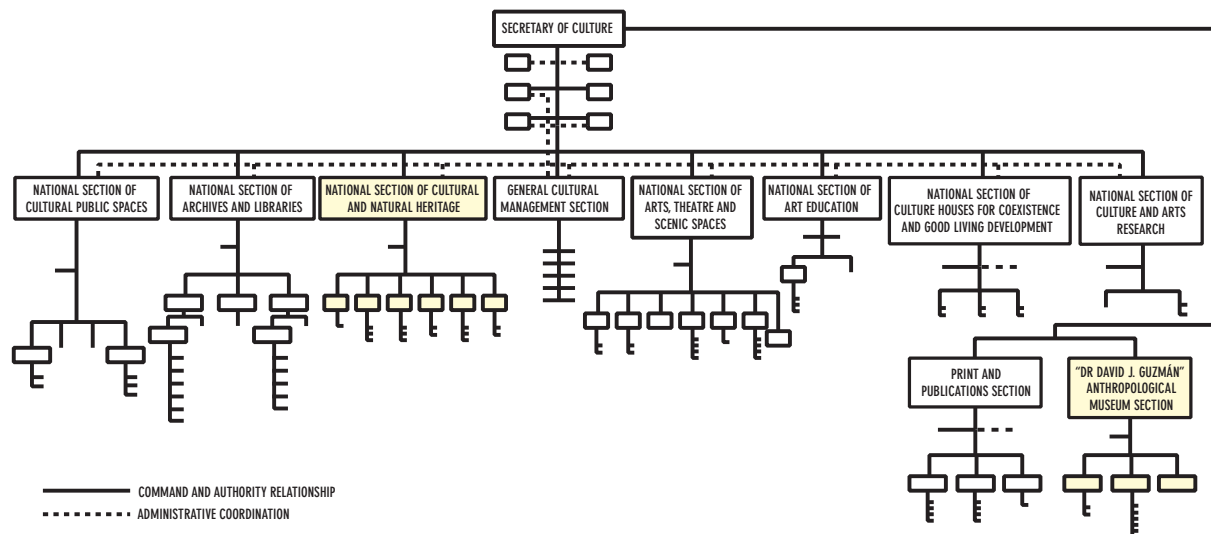 SECRETARY OF CULTURE
NATIONAL SECTION OF
CULTURAL PUBLIC SPACES
NATIONAL SECTION OF
ARCHIVES AND LIBRARIES
NATIONAL SECTION OF CULTURAL
AND NATURAL HERITAGE
GENERAL CULTURAL
MANAGEMENT SECTION
NATIONAL SECTION OF
ARTS, THEATRE AND
SCENIC SPACES
NATIONAL SECTION OF
ART EDUCATION
NATIONAL SECTION OF
CULTURE HOUSES FOR COEXISTENCE
AND GOOD LIVING DEVELOPMENT
NATIONAL SECTION OF
CULTURE AND ARTS
RESEARCH
PRINT AND
PUBLICATIONS SECTION
"DR DAVID J. GUZMÁN"
ANTHROPOLOGICAL
MUSEUM SECTION
COMMAND AND AUTHORITY RELATIONSHIP
ADMINISTRATIVE COORDINATION